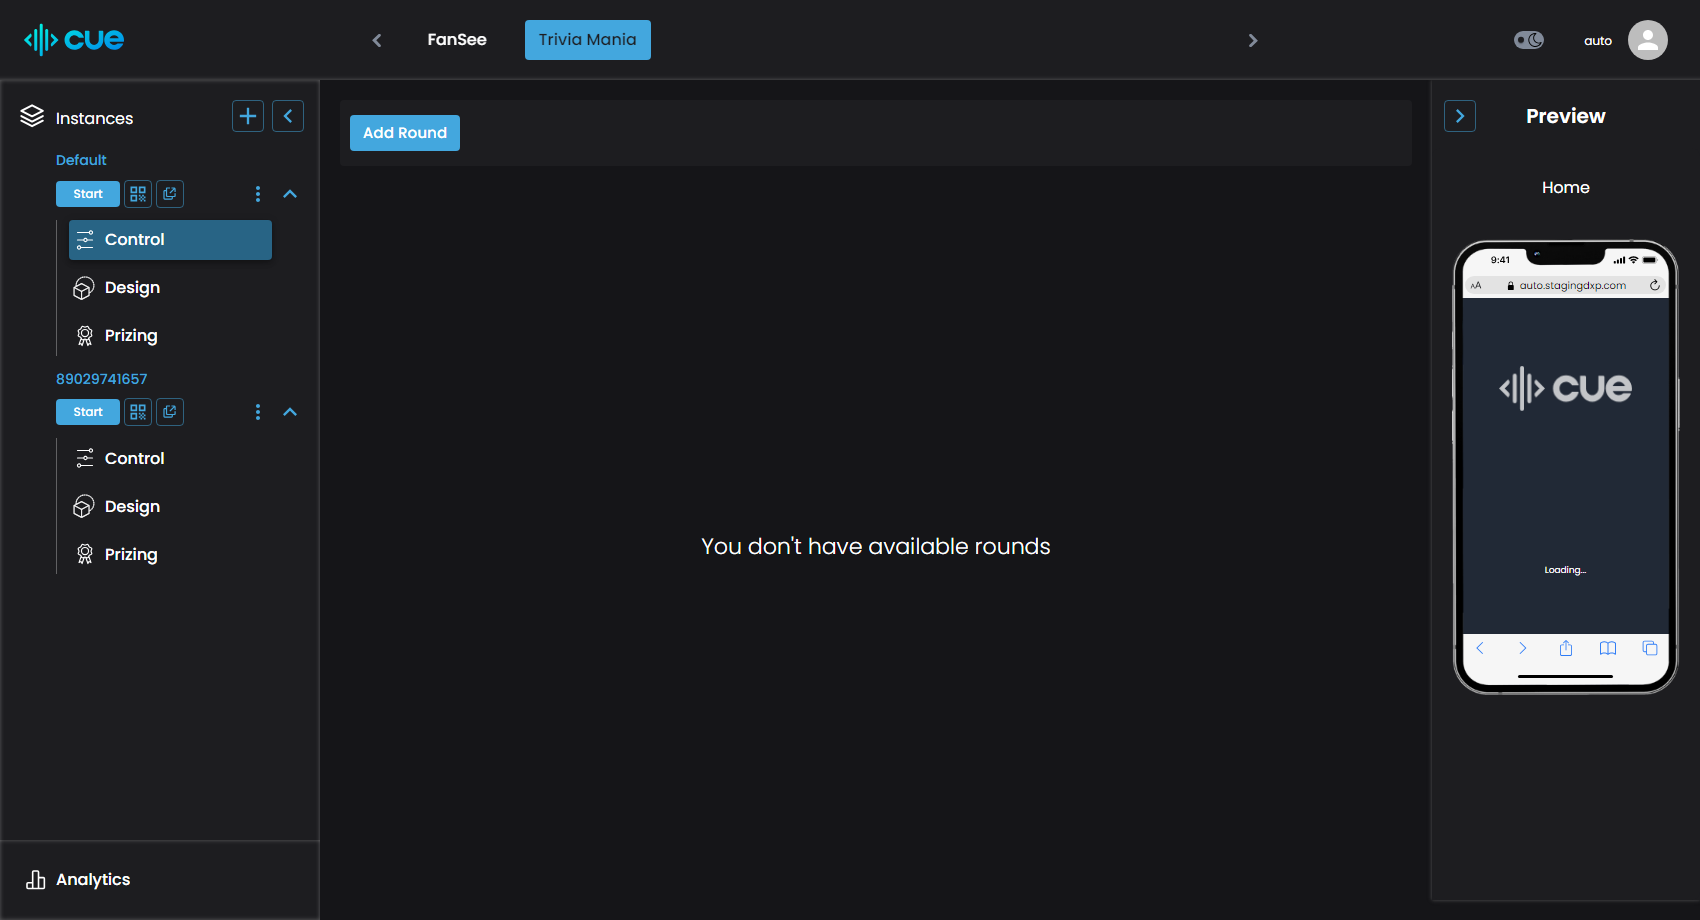 cue
FanSee
Trivia Mania
auto
Instances
Default
Start
Control
Design
Prizing
89029741657
Start
Control
Design
Prizing
Analytics
Add Round
You don't have available rounds
Preview
Home
9:41
AA
auto.stagingdxp.com
cue
Loading...